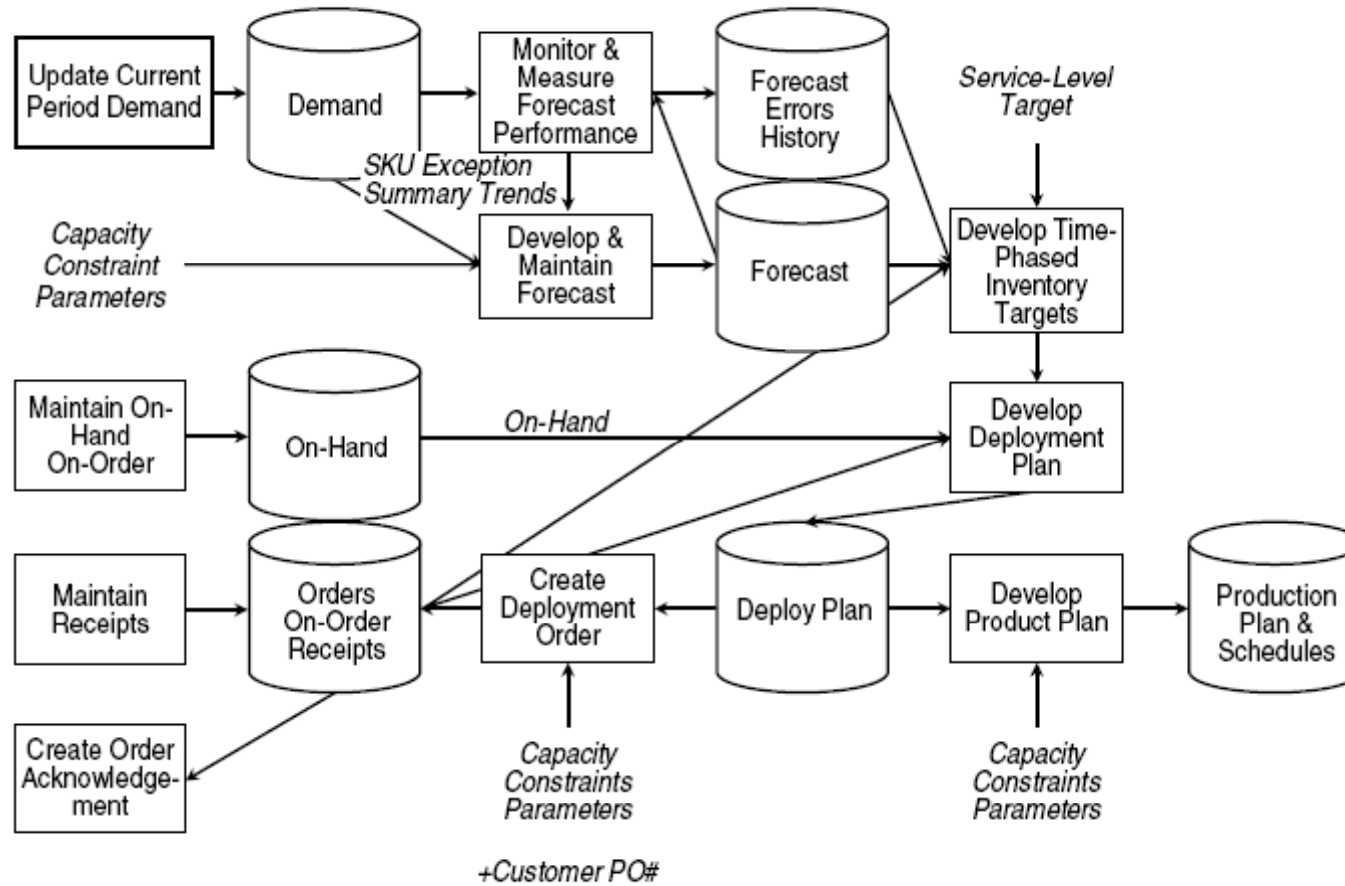 Update Current
Period Demand
Demand
Monitor &
Measure
Forecast
Performance
Forecast
Errors
History
Service-Level
Target
SKU Exception
Summary Trends
Capacity
Constraint
Parameters
Develop &
Maintain
Forecast
Forecast
Develop Time-
Phased
Inventory
Targets
Maintain On-
Hand
On-Order
On-Hand
On-Hand
Develop
Deployment
Plan
Maintain
Receipts
Orders
On-Order
Receipts
Create
Deployment
Order
Deploy Plan
Develop
Product Plan
Production
Plan &
Schedules
Create Order
Acknowledge-
ment
Capacity
Constraints
Parameters
Capacity
Constraints
Parameters
+Customer PO#